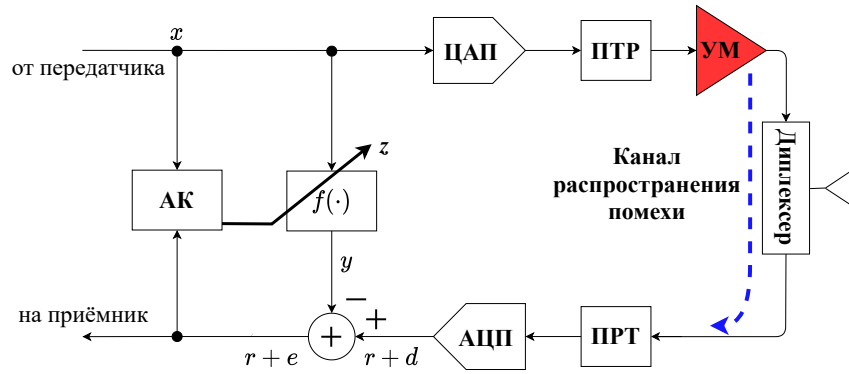 x
от передатчика
ЦАП
ПТР
УМ
Диплексер
Канал
распространения
помехи
z
АК
f(·)
y
−
+
+
на приёмник
r + e
r + d
АЦП
ПРТ